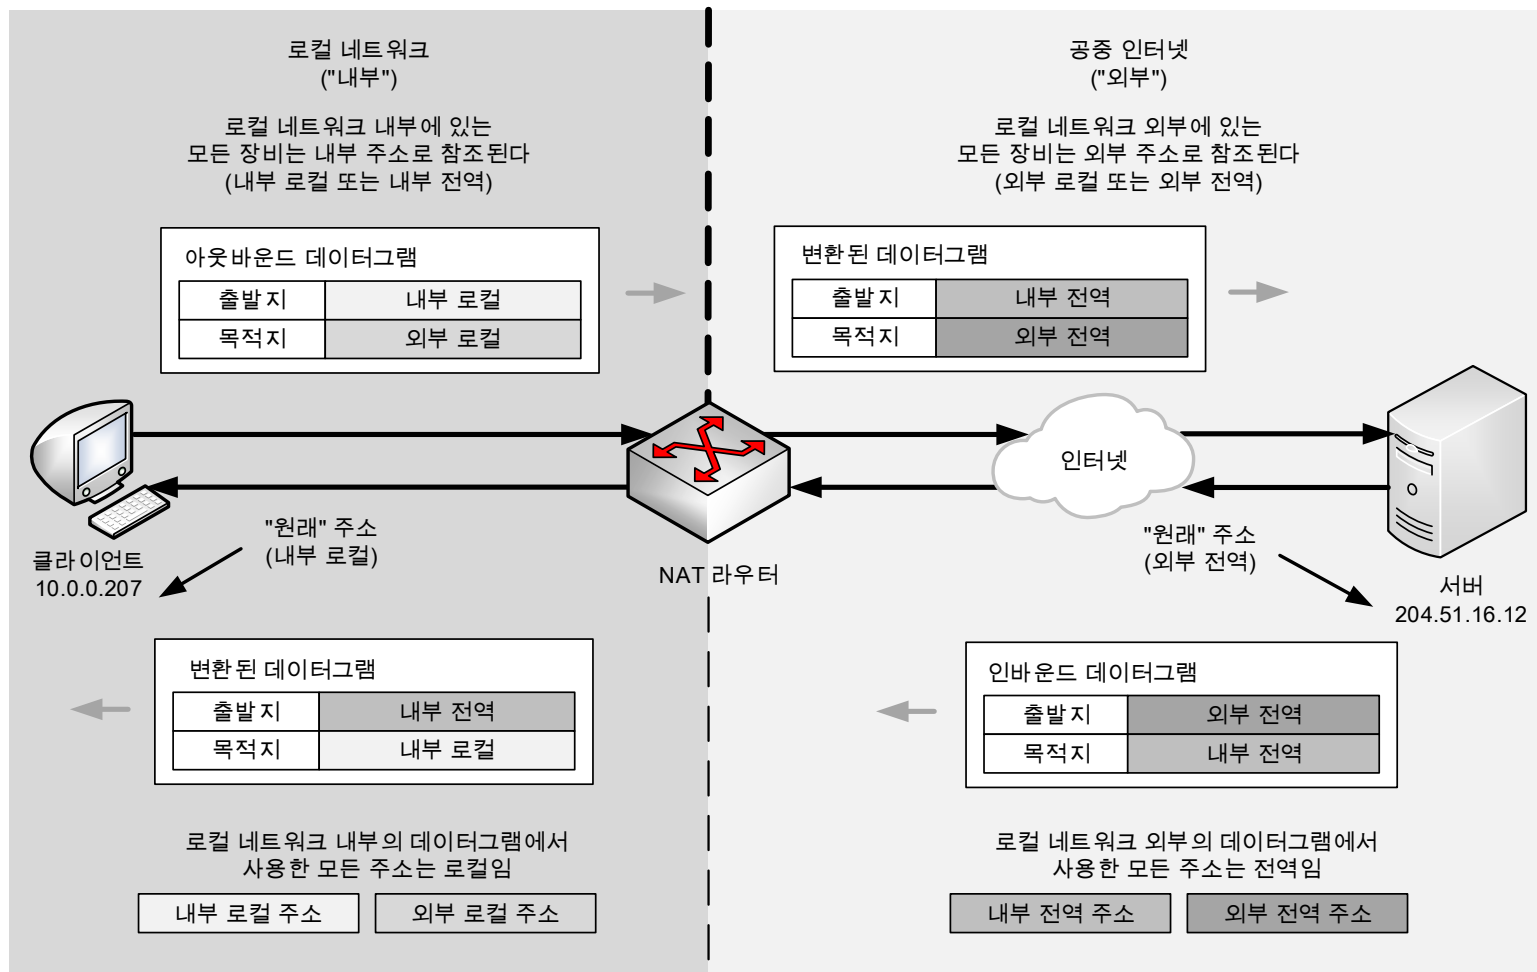 로컬 네트워크
("내부")
로컬 네트워크 내부에 있는
모든 장비는 내부 주소로 참조된다
(내부 로컬 또는 내부 전역)
공중 인터넷
("외부")
로컬 네트워크 외부에 있는
모든 장비는 외부 주소로 참조된다
(외부 로컬 또는 외부 전역)
아웃바운드 데이터그램
출발지 내부 로컬
목적지 외부 로컬
변환된 데이터그램
출발지 내부 전역
목적지 외부 전역
인터넷
"원래" 주소
(내부 로컬)
클라이언트
10.0.0.207
NAT 라우터
"원래" 주소
(외부 전역)
서버
204.51.16.12
변환된 데이터그램
출발지 내부 전역
목적지 내부 로컬
인바운드 데이터그램
출발지 외부 전역
목적지 내부 전역
로컬 네트워크 내부의 데이터그램에서
사용한 모든 주소는 로컬임
내부 로컬 주소 외부 로컬 주소
로컬 네트워크 외부의 데이터그램에서
사용한 모든 주소는 전역임
내부 전역 주소 외부 전역 주소